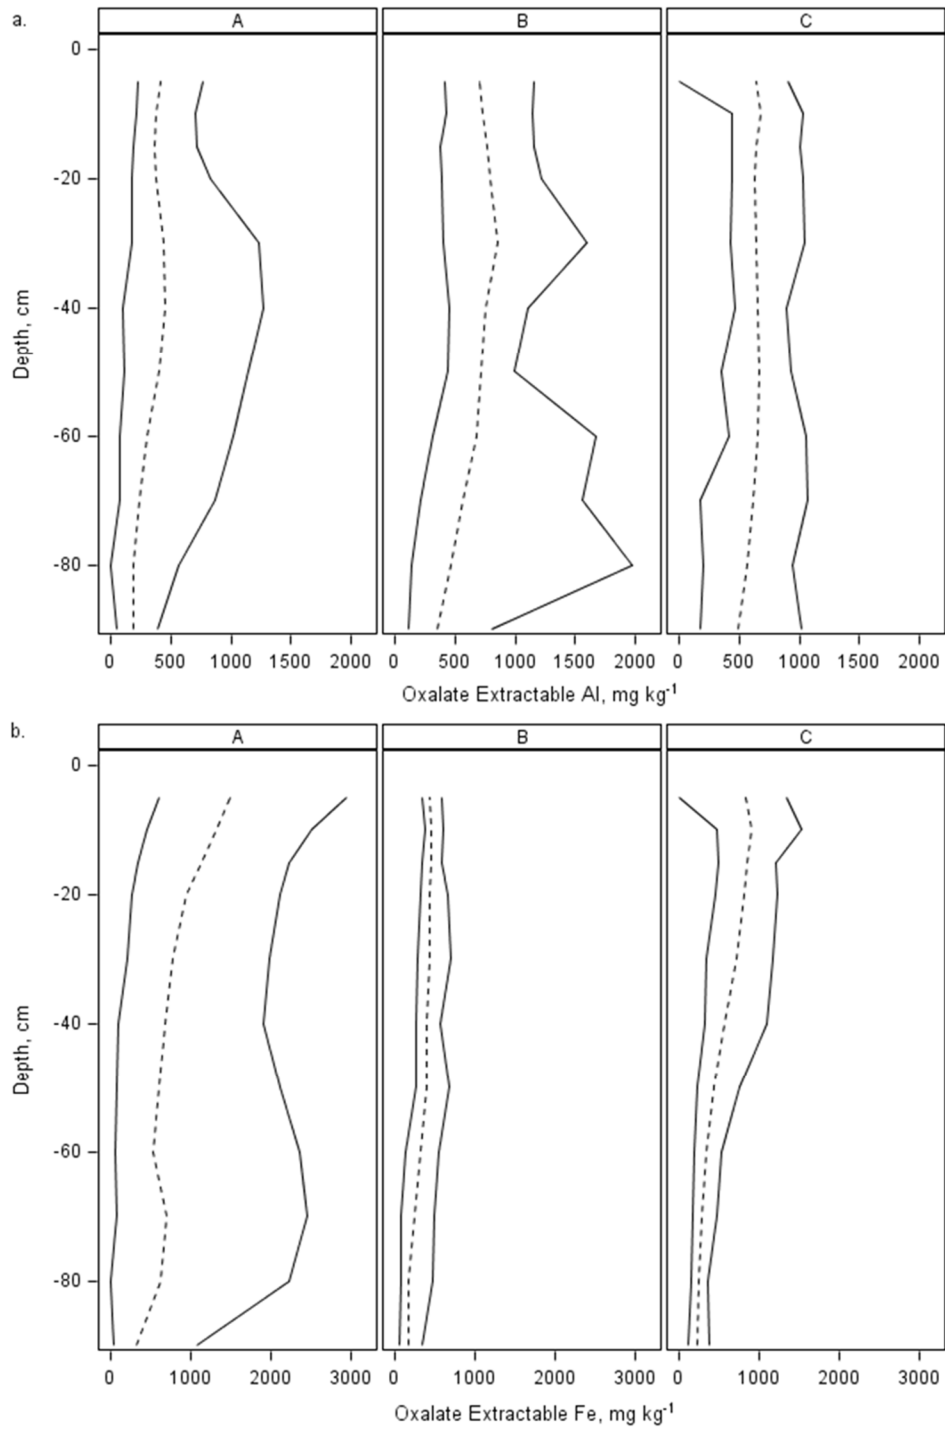 a.
A B C
0
-20
-40
-60
-80
Depth, cm
0 500 1000 1500 2000 0 500 1000 1500 2000 0 500 1000 1500 2000
Oxalate Extractable Al, mg kg⁻¹
b.
A B C
0
-20
-40
-60
-80
Depth, cm
0 1000 2000 3000 0 1000 2000 3000 0 1000 2000 3000
Oxalate Extractable Fe, mg kg⁻¹